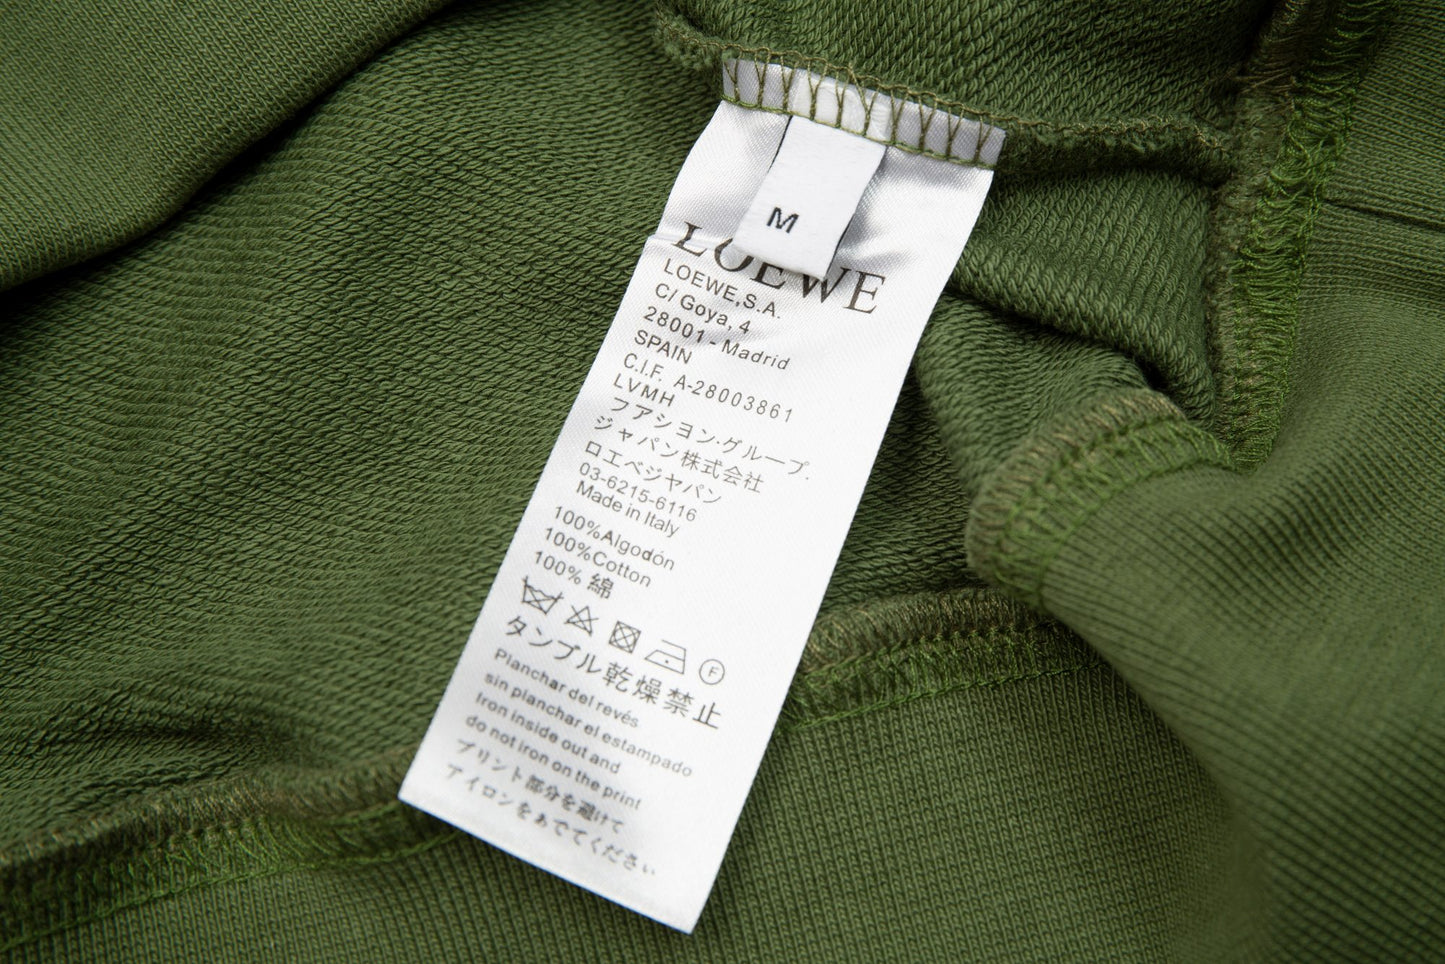 M
LOEWE
LOEWE,S.A.
C/ Goya, 4
28001 - Madrid
SPAIN
C.I.F. A-28003861
LVMH
フアシヨン·グループ.
ジャパン株式会社
ロエベジヤパン
03-6215-6116
Made in Italy
100%Algodón
100%Cotton
100% 綿
F
タンブル乾燥禁止
Planchar del revés
sin planchar el estampado
Iron inside out and
do not iron on the print
プリント部分を避けて
アイロンをあててください